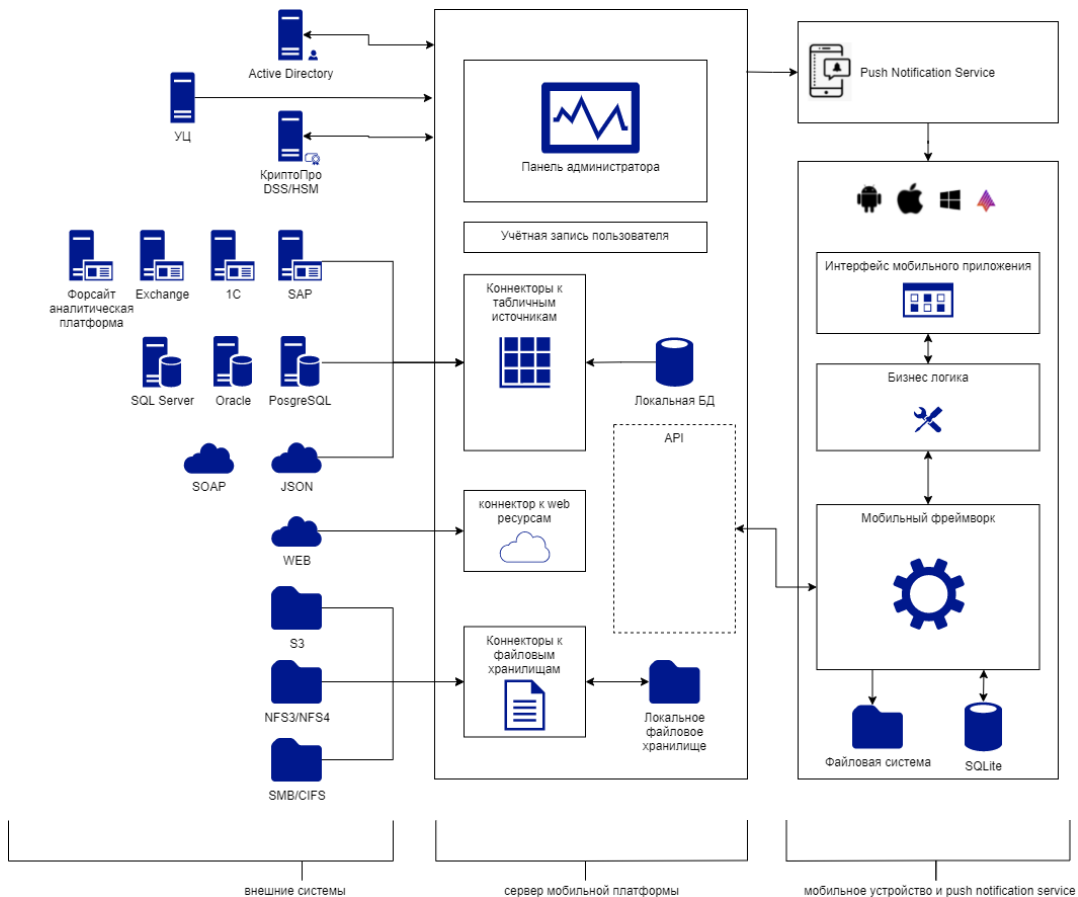 Active Directory
УЦ
КриптоПро
DSS/HSM
Форсайт
аналитическая
платформа
Exchange
1C
SAP
SQL Server
Oracle
PosgreSQL
SOAP
JSON
WEB
S3
NFS3/NFS4
SMB/CIFS
внешние системы
Панель администратора
Учётная запись пользователя
Коннекторы к
табличным
источникам
Локальная БД
API
коннектор к web
ресурсам
Коннекторы к
файловым
хранилищам
Локальное
файловое
хранилище
сервер мобильной платформы
Push Notification Service
Интерфейс мобильного приложения
Бизнес логика
Мобильный фреймворк
Файловая система
SQLite
мобильное устройство и push notification service